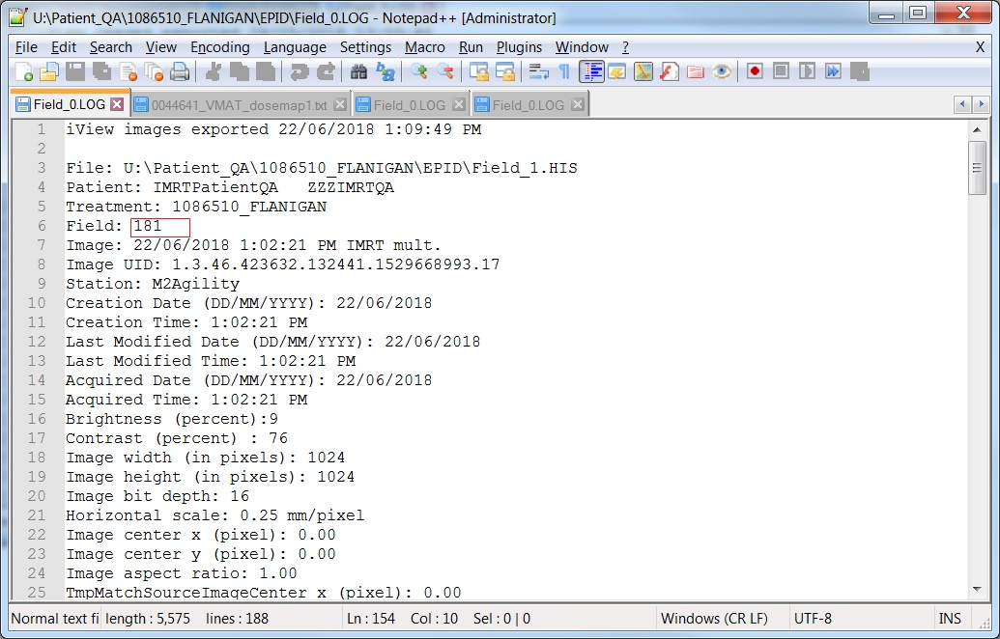 U:\Patient_QA\1086510_FLANIGAN\EPID\Field_0.LOG - Notepad++ [Administrator]
File Edit Search View Encoding Language Settings Macro Run Plugins Window ? X
Field_0.LOG 0044641_VMAT_dosemap1.txt Field_0.LOG Field_0.LOG
1 iView images exported 22/06/2018 1:09:49 PM
2
3 File: U:\Patient_QA\1086510_FLANIGAN\EPID\Field_1.HIS
4 Patient: IMRTPatientQA ZZZIMRTQA
5 Treatment: 1086510_FLANIGAN
6 Field: 181
7 Image: 22/06/2018 1:02:21 PM IMRT mult.
8 Image UID: 1.3.46.423632.132441.1529668993.17
9 Station: M2Agility
10 Creation Date (DD/MM/YYYY): 22/06/2018
11 Creation Time: 1:02:21 PM
12 Last Modified Date (DD/MM/YYYY): 22/06/2018
13 Last Modified Time: 1:02:21 PM
14 Acquired Date (DD/MM/YYYY): 22/06/2018
15 Acquired Time: 1:02:21 PM
16 Brightness (percent):9
17 Contrast (percent) : 76
18 Image width (in pixels): 1024
19 Image height (in pixels): 1024
20 Image bit depth: 16
21 Horizontal scale: 0.25 mm/pixel
22 Image center x (pixel): 0.00
23 Image center y (pixel): 0.00
24 Image aspect ratio: 1.00
25 TmpMatchSourceImageCenter x (pixel): 0.00
Normal text fi length : 5,575 lines : 188 Ln : 154 Col : 10 Sel : 0 | 0 Windows (CR LF) UTF-8 INS